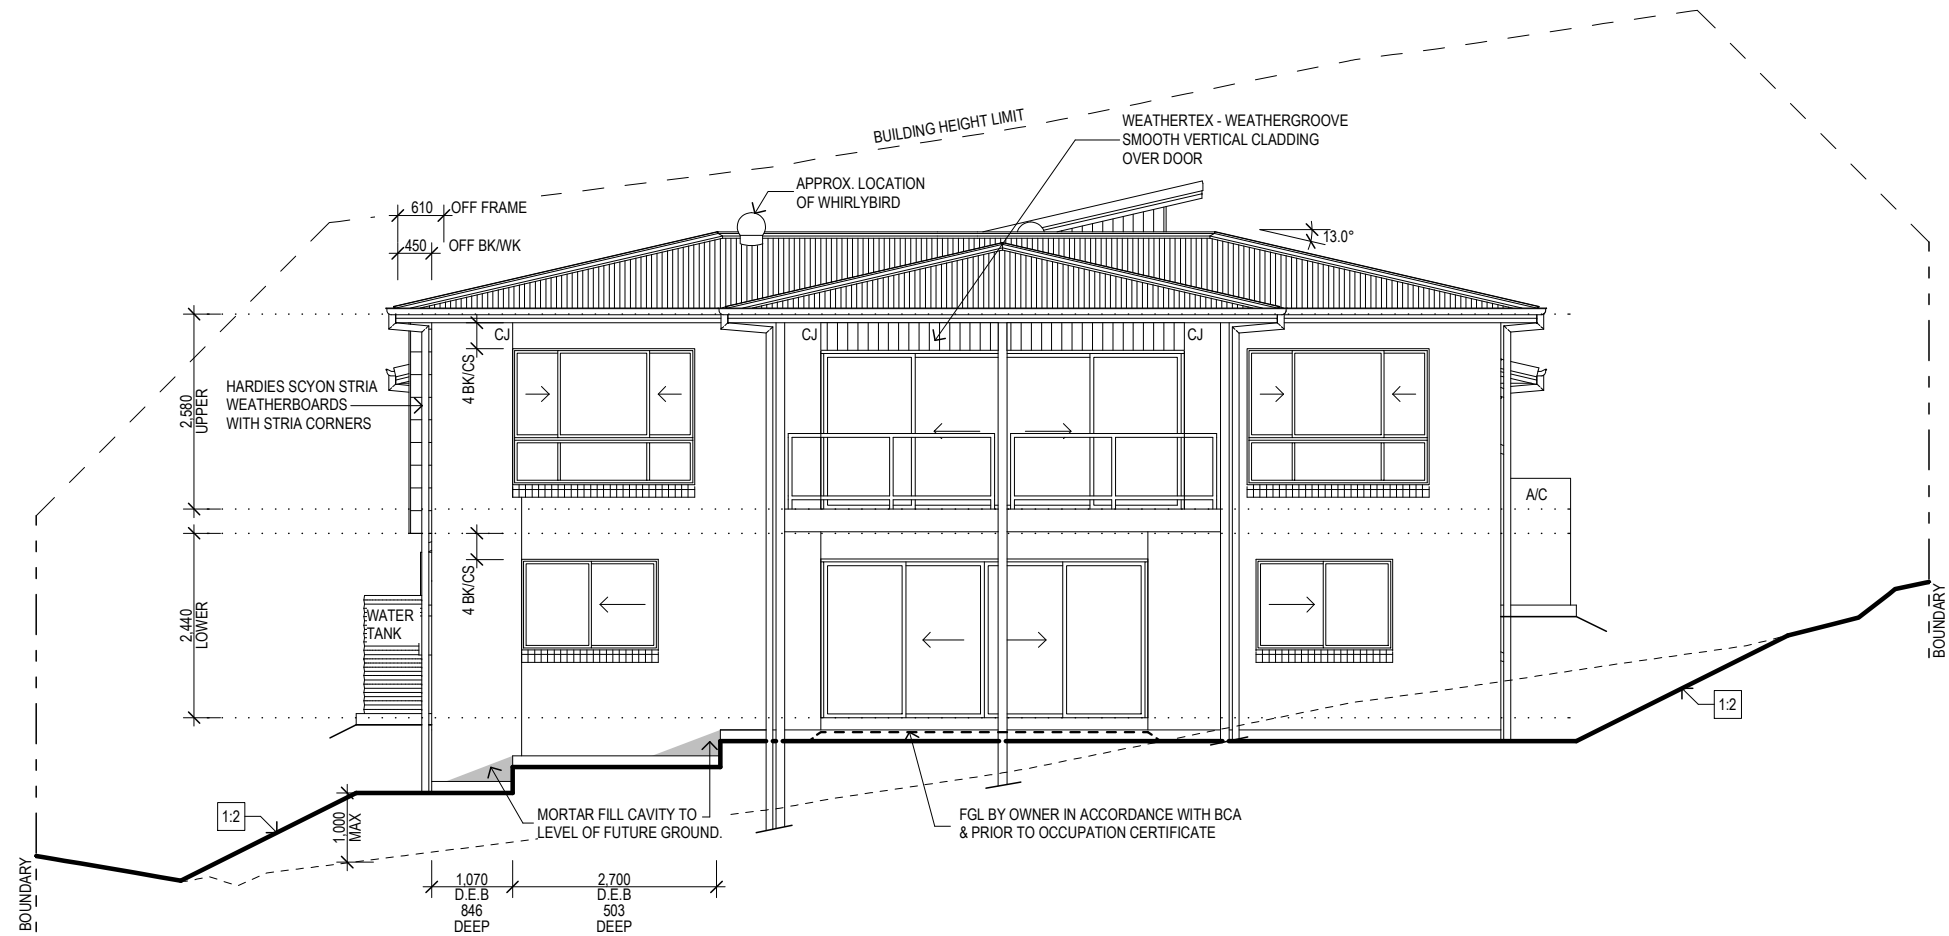 BUILDING HEIGHT LIMIT
WEATHERTEX - WEATHERGROOVE
SMOOTH VERTICAL CLADDING
OVER DOOR
APPROX. LOCATION
OF WHIRLYBIRD
610
OFF FRAME
450
OFF BK/WK
13.0°
CJ
CJ
CJ
4 BK/CS
HARDIES SCYON STRIA
WEATHERBOARDS
WITH STRIA CORNERS
2,580
UPPER
A/C
4 BK/CS
2,440
LOWER
WATER
TANK
BOUNDARY
1:2
1:2
1,000
MAX
MORTAR FILL CAVITY TO
LEVEL OF FUTURE GROUND.
FGL BY OWNER IN ACCORDANCE WITH BCA
& PRIOR TO OCCUPATION CERTIFICATE
BOUNDARY
1,070
D.E.B
846
DEEP
2,700
D.E.B
503
DEEP